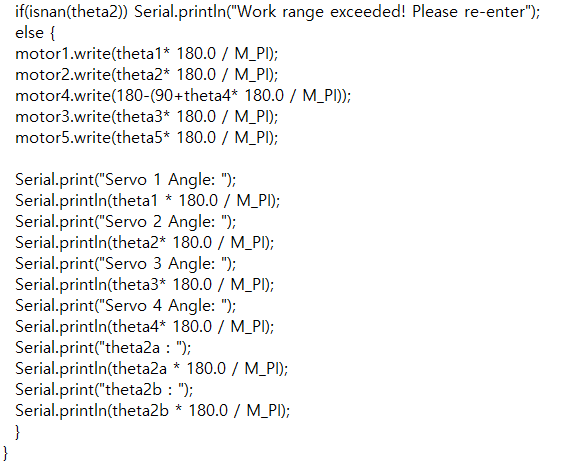 if(isnan(theta2)) Serial.println("Work range exceeded! Please re-enter");
else {
motor1.write(theta1* 180.0 / M_PI);
motor2.write(theta2* 180.0 / M_PI);
motor4.write(180-(90+theta4* 180.0 / M_PI));
motor3.write(theta3* 180.0 / M_PI);
motor5.write(theta5* 180.0 / M_PI);

Serial.print("Servo 1 Angle: ");
Serial.println(theta1 * 180.0 / M_PI);
Serial.print("Servo 2 Angle: ");
Serial.println(theta2* 180.0 / M_PI);
Serial.print("Servo 3 Angle: ");
Serial.println(theta3* 180.0 / M_PI);
Serial.print("Servo 4 Angle: ");
Serial.println(theta4* 180.0 / M_PI);
Serial.print("theta2a : ");
Serial.println(theta2a * 180.0 / M_PI);
Serial.print("theta2b : ");
Serial.println(theta2b * 180.0 / M_PI);
}
}